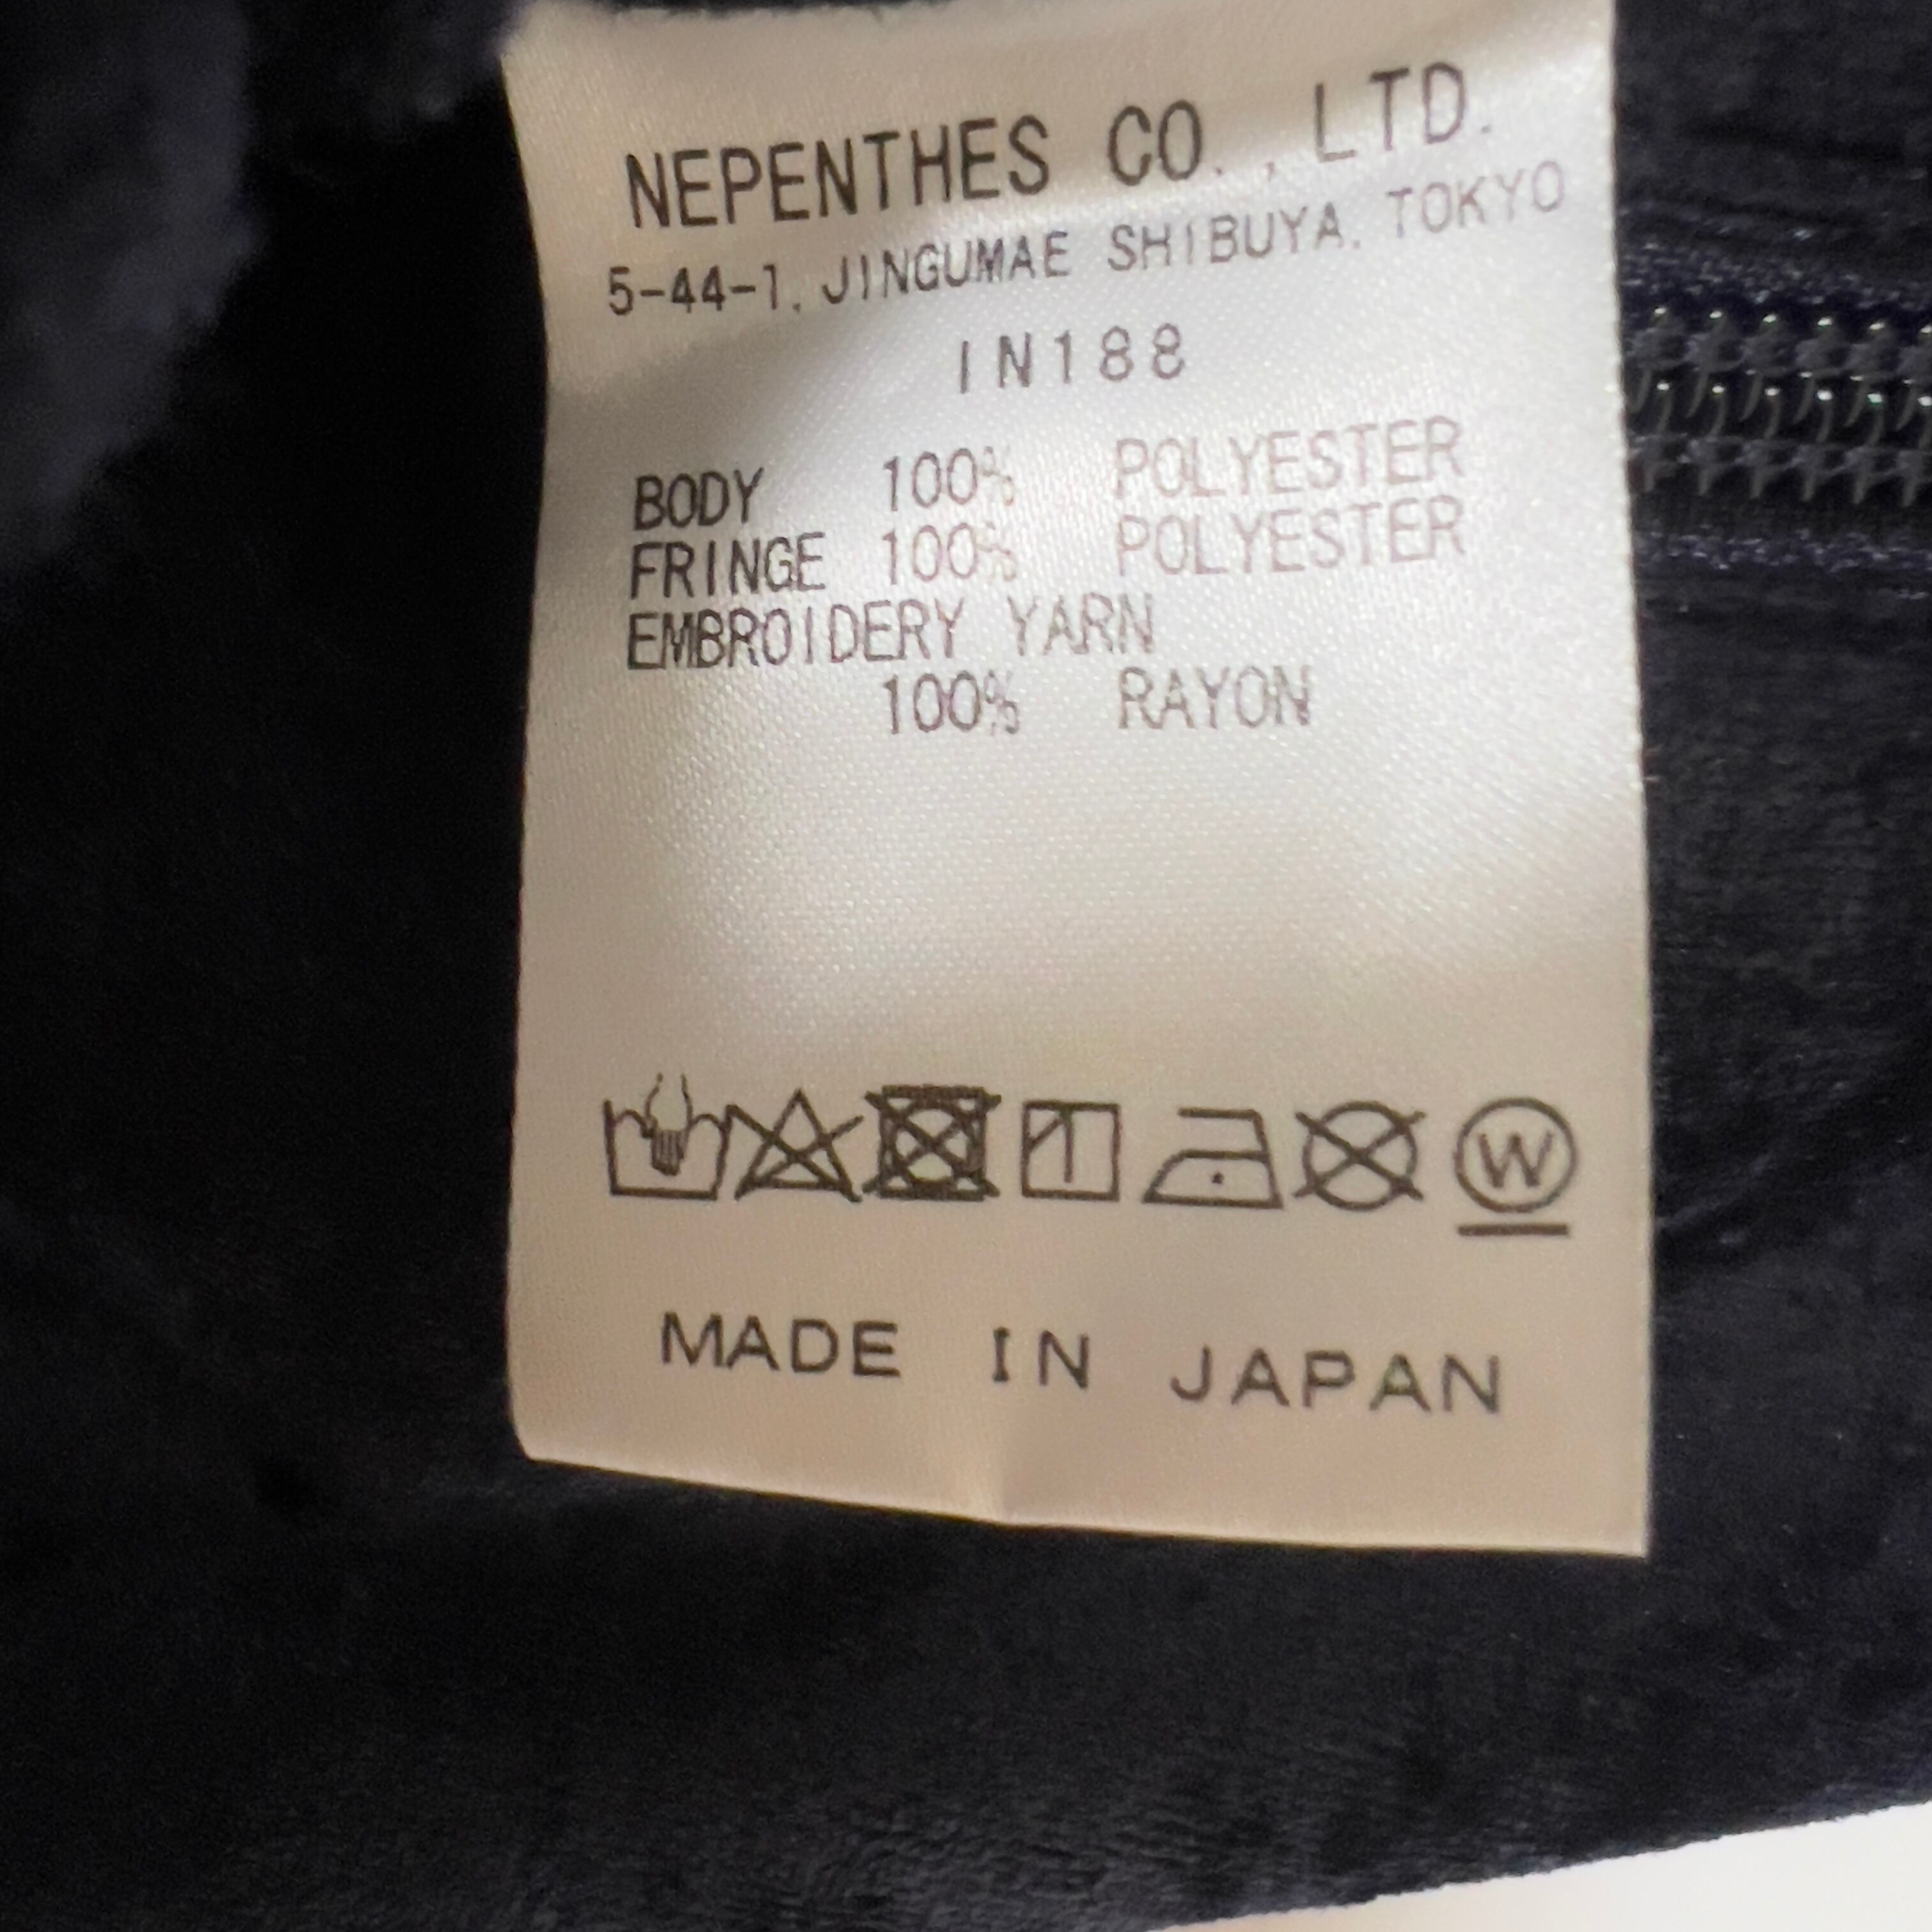 NEPENTHES CO., LTD.
5-44-1, JINGUMAE SHIBUYA, TOKYO
IN188
BODY 100% POLYESTER
FRINGE 100% POLYESTER
EMBROIDERY YARN
100% RAYON
W
MADE IN JAPAN